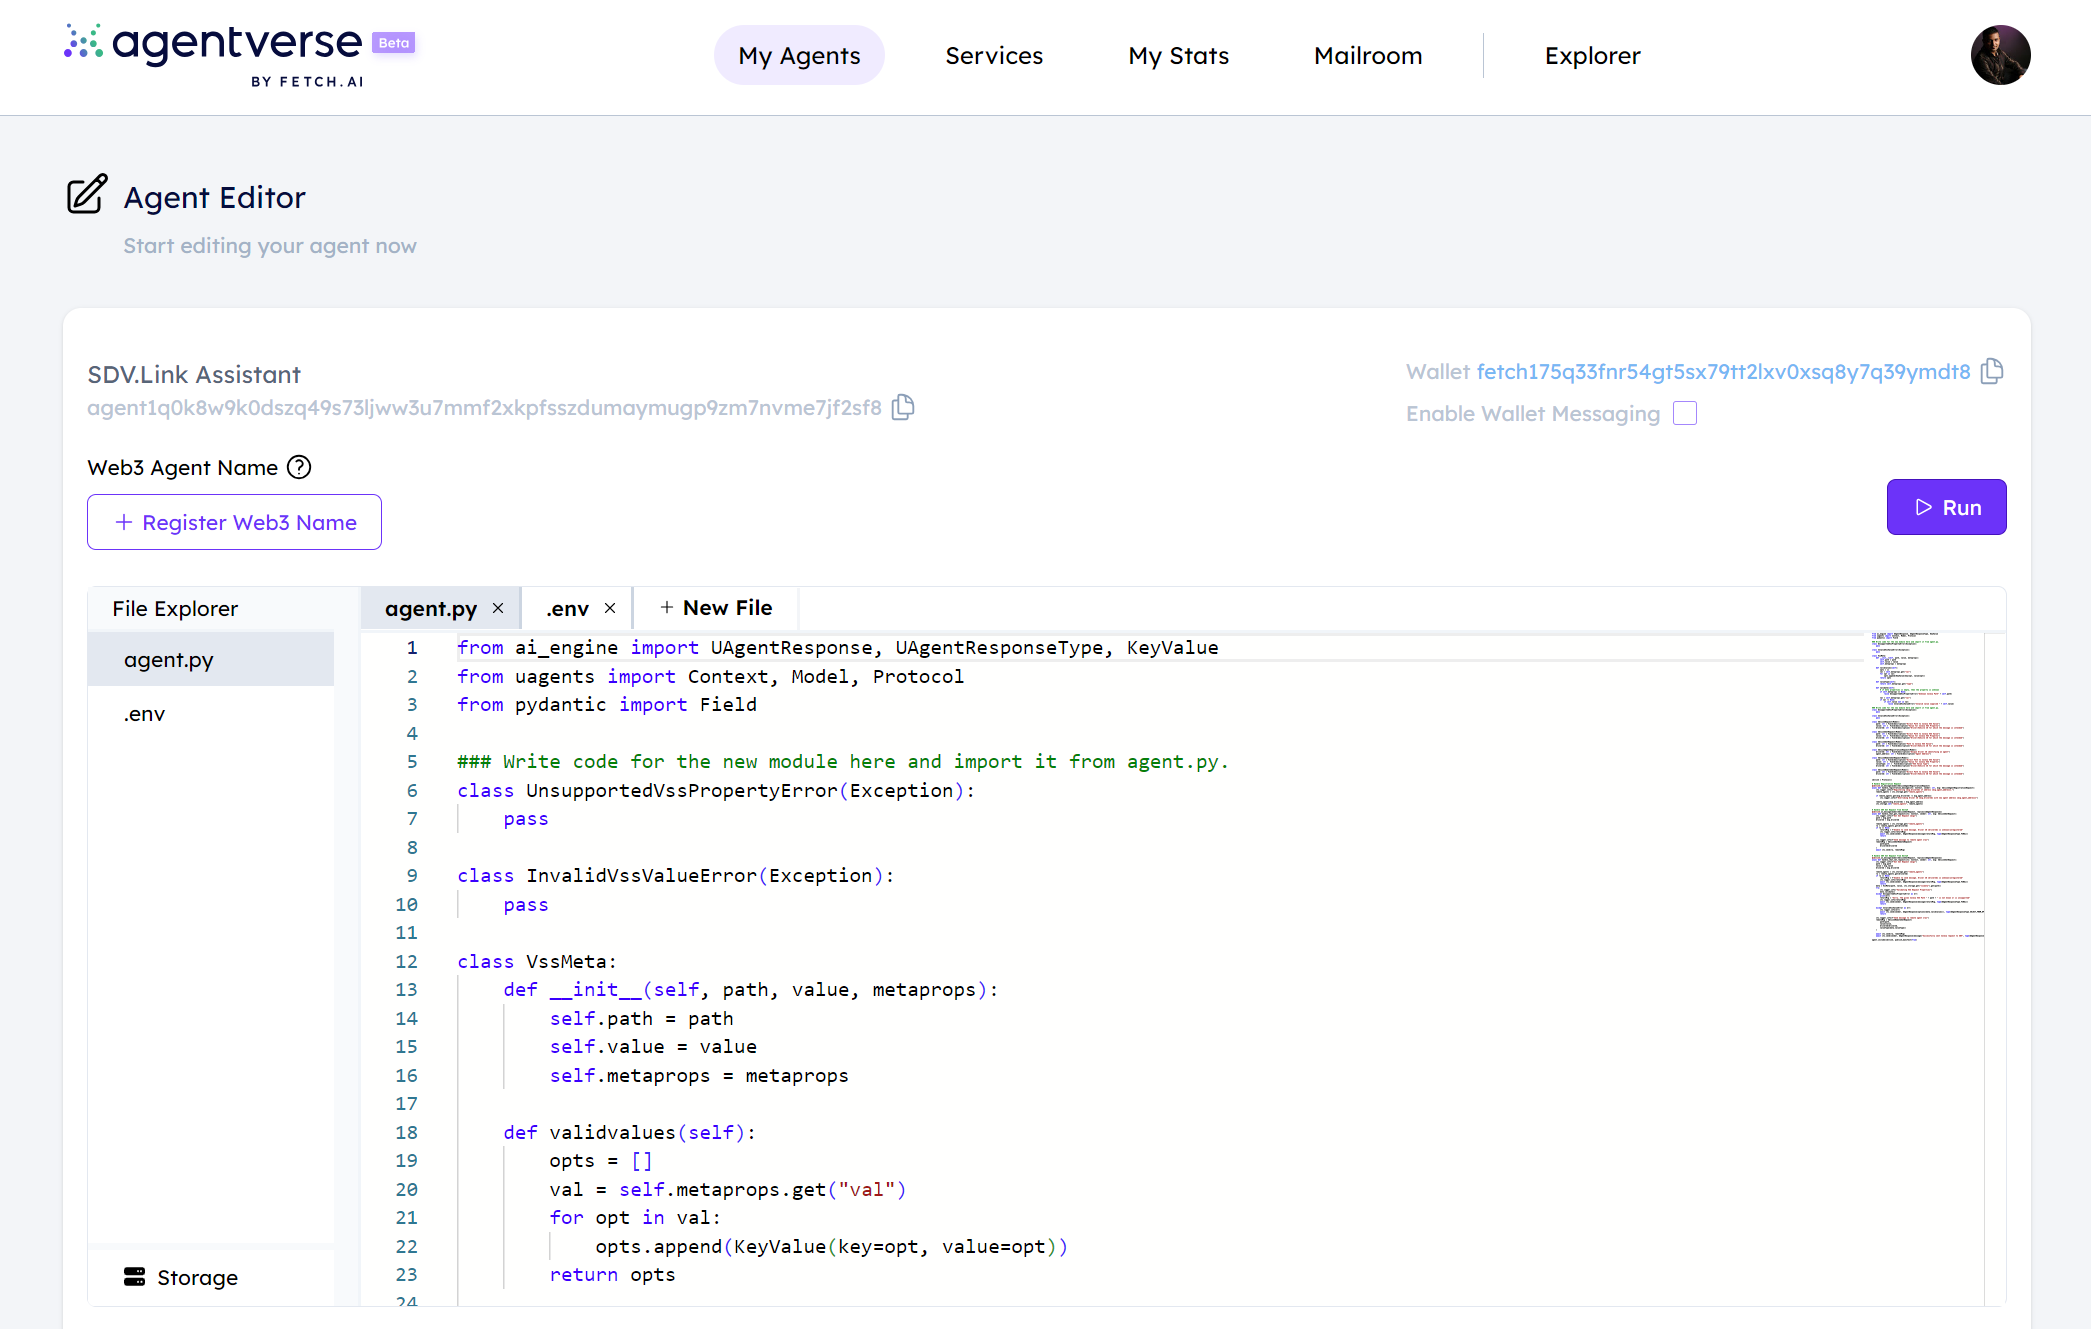 agentverse Beta
BY FETCH.AI
My Agents
Services
My Stats
Mailroom
Explorer
Agent Editor
Start editing your agent now
SDV.Link Assistant
agent1q0k8w9k0dszq49s73ljww3u7mmf2xkpfsszdumaymugp9zm7nvme7jf2sf8
Wallet fetch175q33fnr54gt5sx79tt2lxv0xsq8y7q39ymdt8
Enable Wallet Messaging
Web3 Agent Name ?
+ Register Web3 Name
Run
File Explorer
agent.py
.env
Storage
agent.py ×
.env ×
+ New File
1 from ai_engine import UAgentResponse, UAgentResponseType, KeyValue
2 from uagents import Context, Model, Protocol
3 from pydantic import Field
4
5 ### Write code for the new module here and import it from agent.py.
6 class UnsupportedVssPropertyError(Exception):
7     pass
8
9 class InvalidVssValueError(Exception):
10     pass
11
12 class VssMeta:
13     def __init__(self, path, value, metaprops):
14         self.path = path
15         self.value = value
16         self.metaprops = metaprops
17
18     def validvalues(self):
19         opts = []
20         val = self.metaprops.get("val")
21         for opt in val:
22             opts.append(KeyValue(key=opt, value=opt))
23         return opts
24